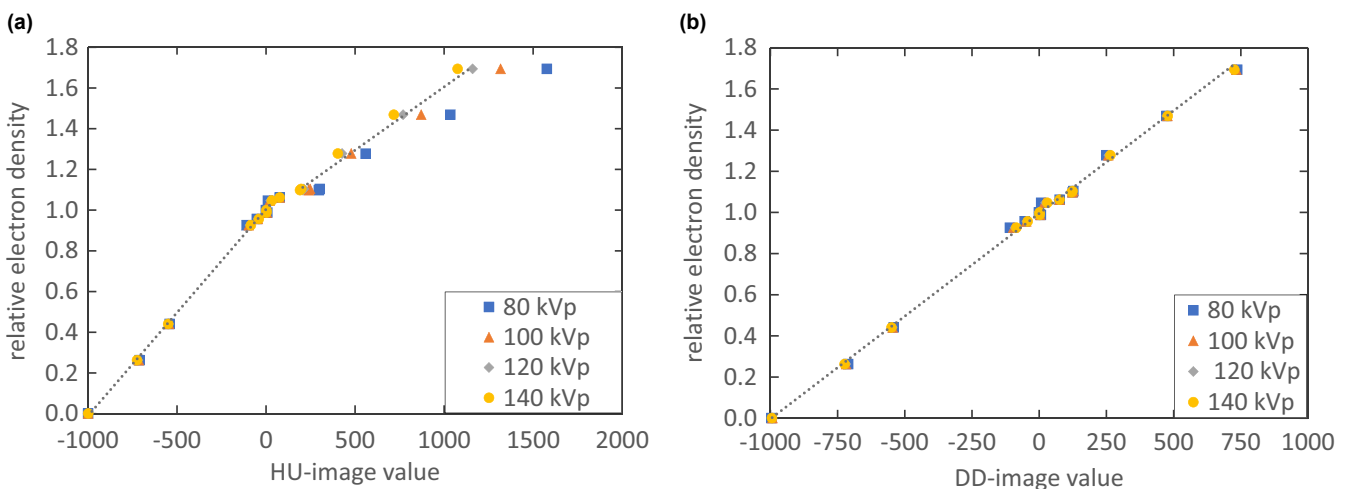 (a)
1.8
1.6
1.4
1.2
1.0
0.8
0.6
0.4
0.2
0.0
relative electron density
-1000 -500 0 500 1000 1500 2000
HU-image value
80 kVp
100 kVp
120 kVp
140 kVp
(b)
1.8
1.6
1.4
1.2
1.0
0.8
0.6
0.4
0.2
0.0
relative electron density
-1000 -750 -500 -250 0 250 500 750 1000
DD-image value
80 kVp
100 kVp
120 kVp
140 kVp